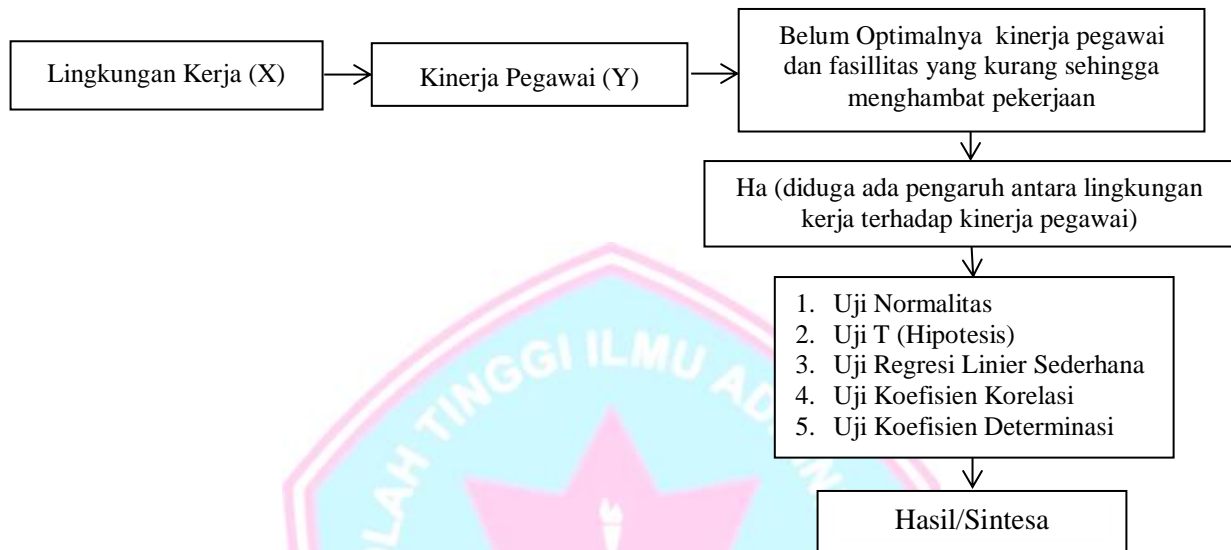 Lingkungan Kerja (X)
Kinerja Pegawai (Y)
Belum Optimalnya kinerja pegawai
dan fasillitas yang kurang sehingga
menghambat pekerjaan
Ha (diduga ada pengaruh antara lingkungan
kerja terhadap kinerja pegawai)
1. Uji Normalitas
2. Uji T (Hipotesis)
3. Uji Regresi Linier Sederhana
4. Uji Koefisien Korelasi
5. Uji Koefisien Determinasi
Hasil/Sintesa
TINGGI ILMU